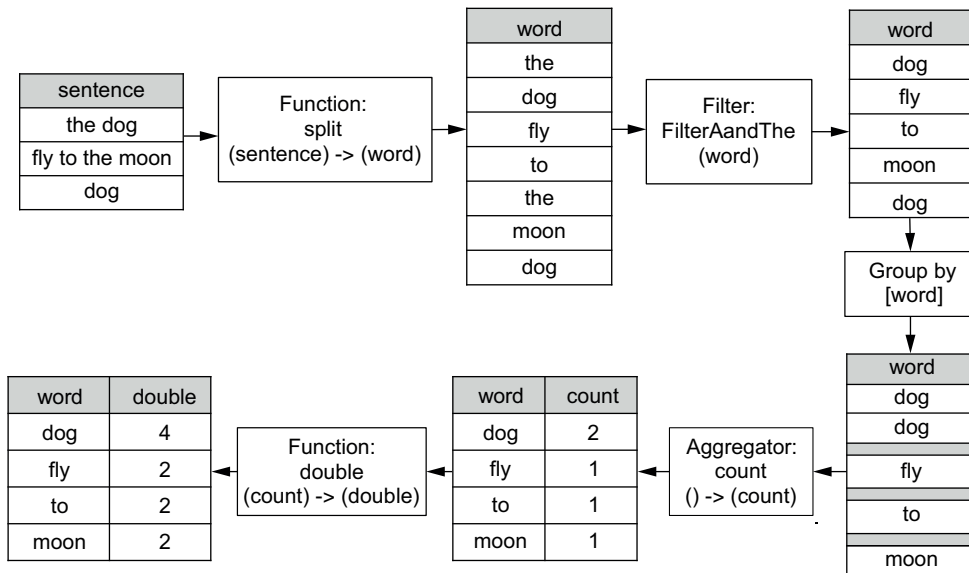 sentence
the dog
fly to the moon
dog
Function:
split
(sentence) -> (word)
word
the
dog
fly
to
the
moon
dog
Filter:
FilterAandThe
(word)
word
dog
fly
to
moon
dog
Group by
[word]
word
dog
dog
fly
to
moon
Aggregator:
count
() -> (count)
word count
dog 2
fly 1
to 1
moon 1
Function:
double
(count) -> (double)
word double
dog 4
fly 2
to 2
moon 2